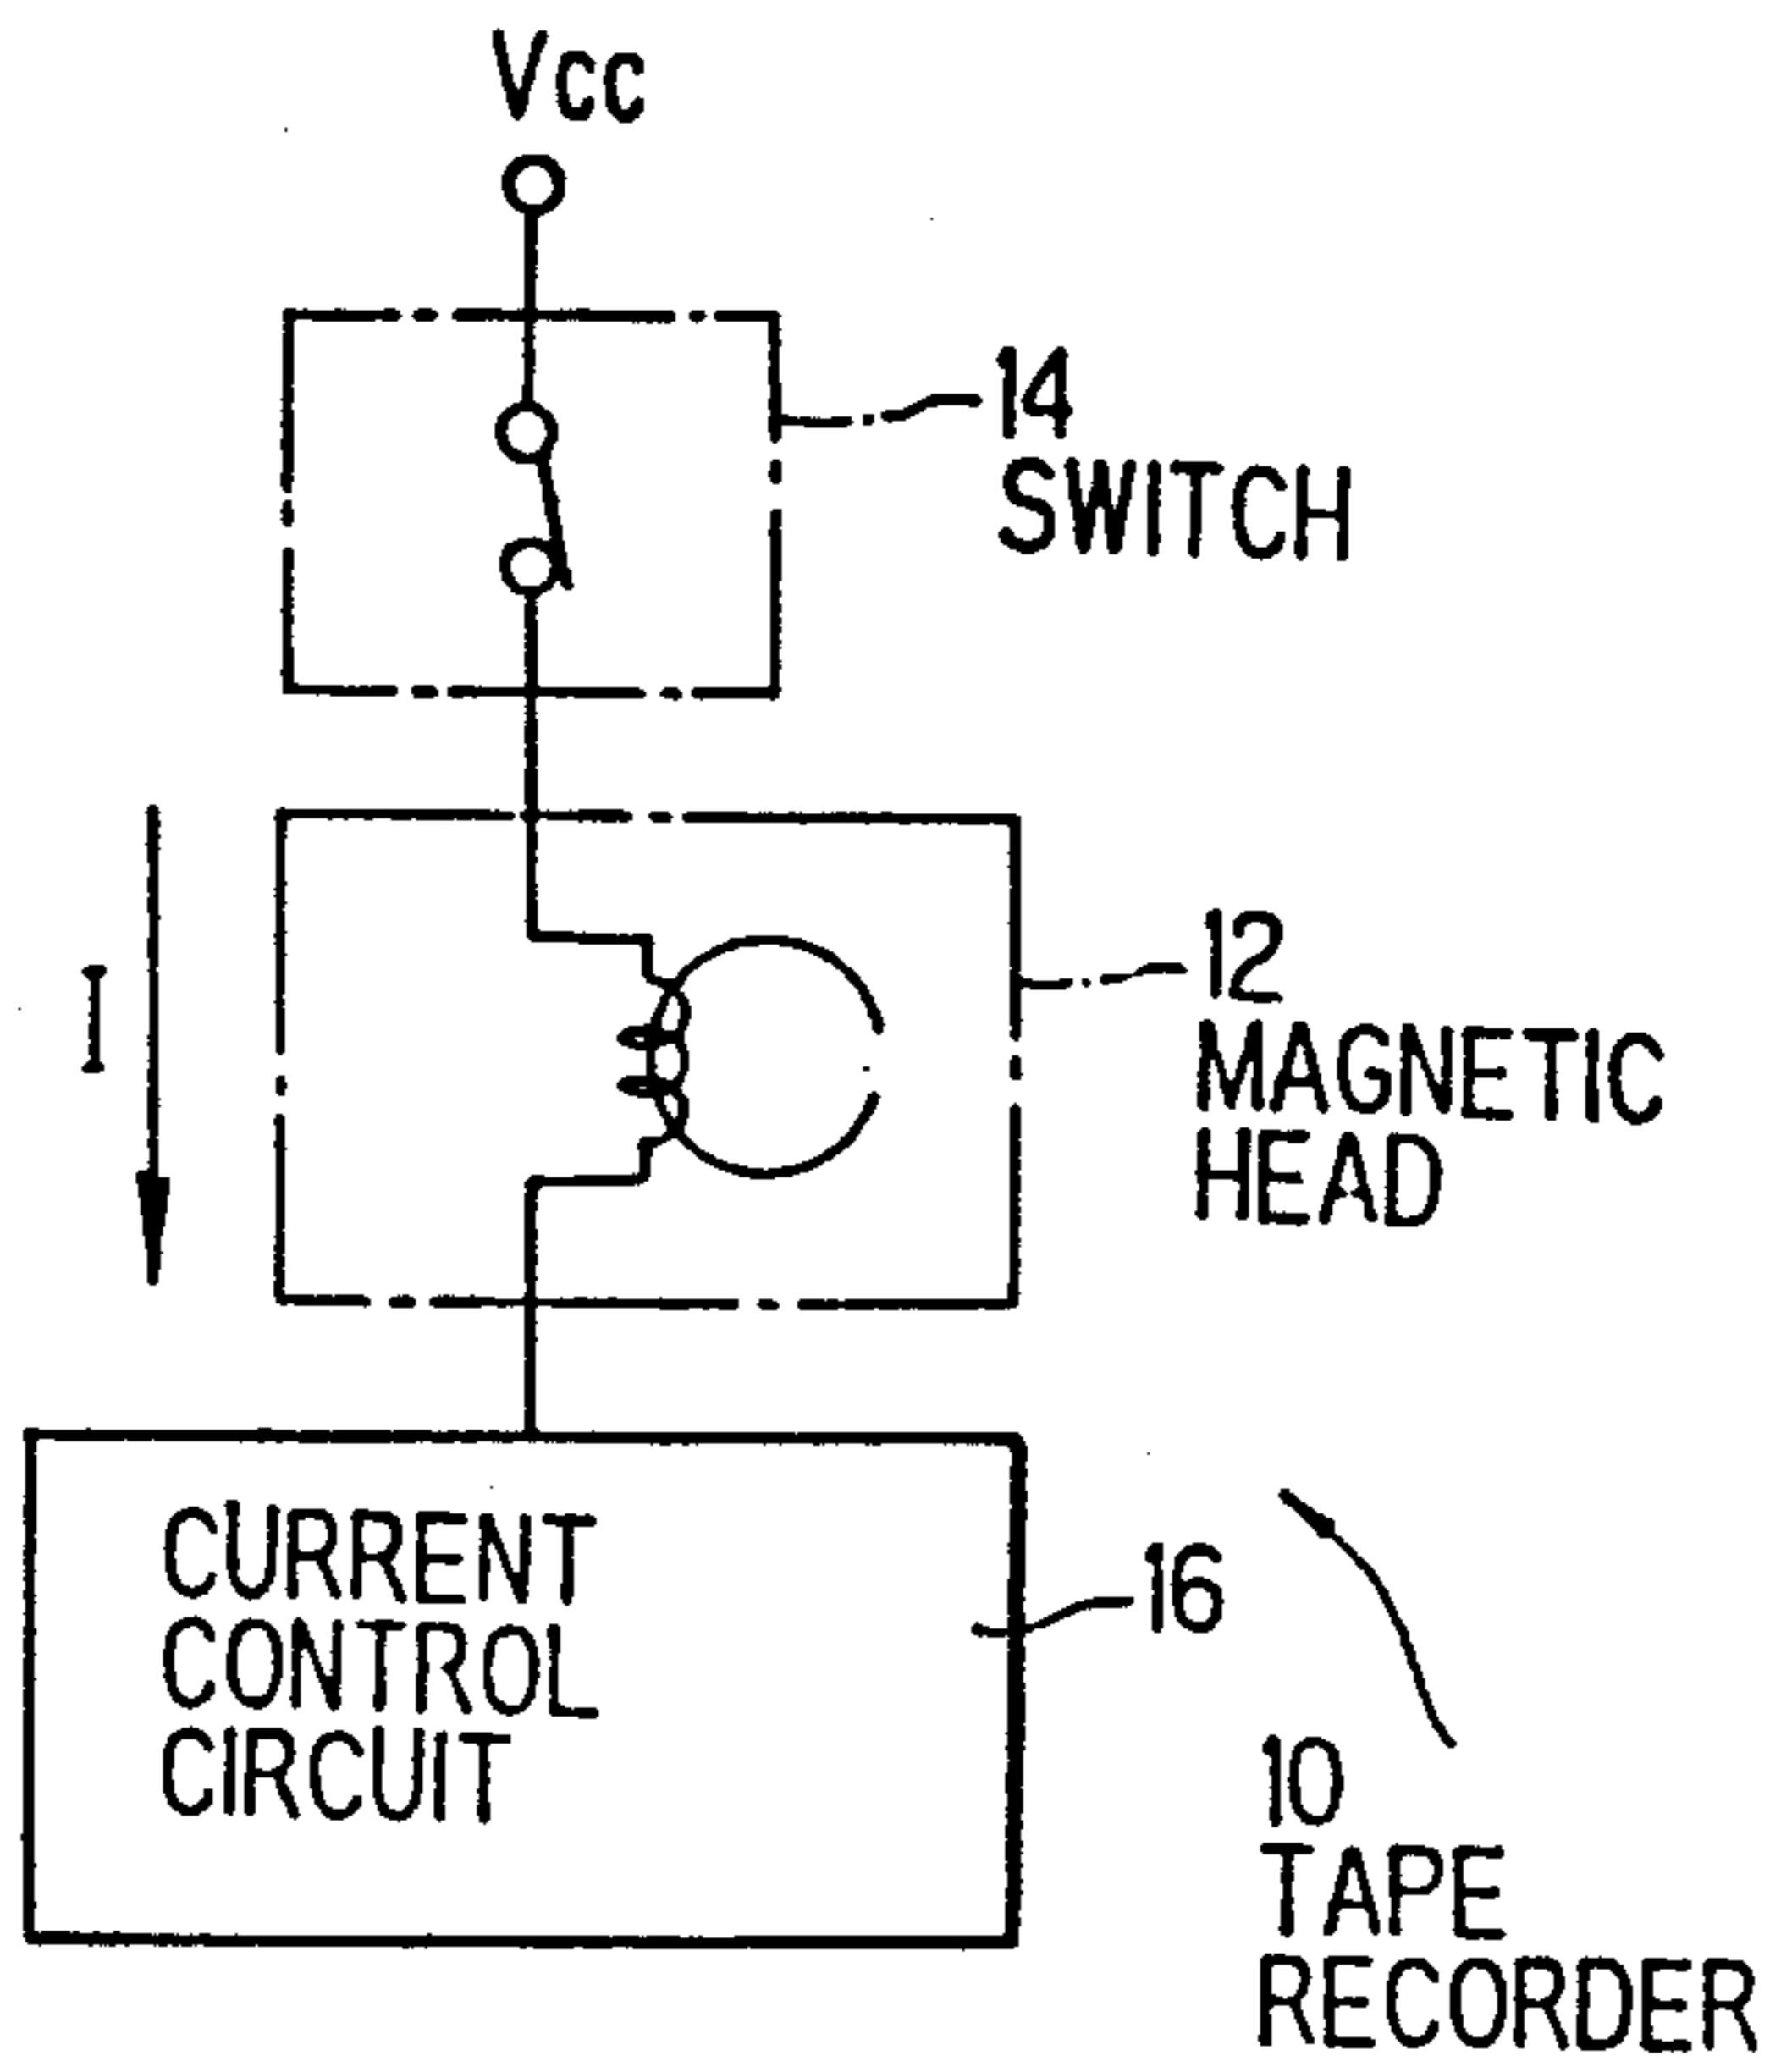 Vcc
14
SWITCH
I
12
MAGNETIC
HEAD
CURRENT
CONTROL
CIRCUIT
16
10
TAPE
RECORDER